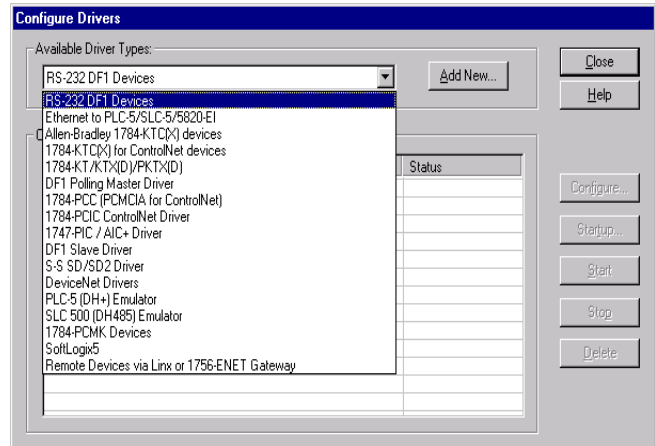 Configure Drivers
Available Driver Types:
RS-232 DF1 Devices
Add New...
Close
Help
RS-232 DF1 Devices
Ethernet to PLC-5/SLC-5/5820-EI
Allen-Bradley 1784-KTC(X) devices
1784-KTC(X) for ControlNet devices
1784-KT/KTX(D)/PKTX(D)
DF1 Polling Master Driver
1784-PCC (PCMCIA for ControlNet)
1784-PCIC ControlNet Driver
1747-PIC / AIC+ Driver
DF1 Slave Driver
S-S SD/SD2 Driver
DeviceNet Drivers
PLC-5 (DH+) Emulator
SLC 500 (DH485) Emulator
1784-PCMK Devices
SoftLogix5
Remote Devices via Linx or 1756-ENET Gateway
Status
Configure...
Startup...
Start
Stop
Delete